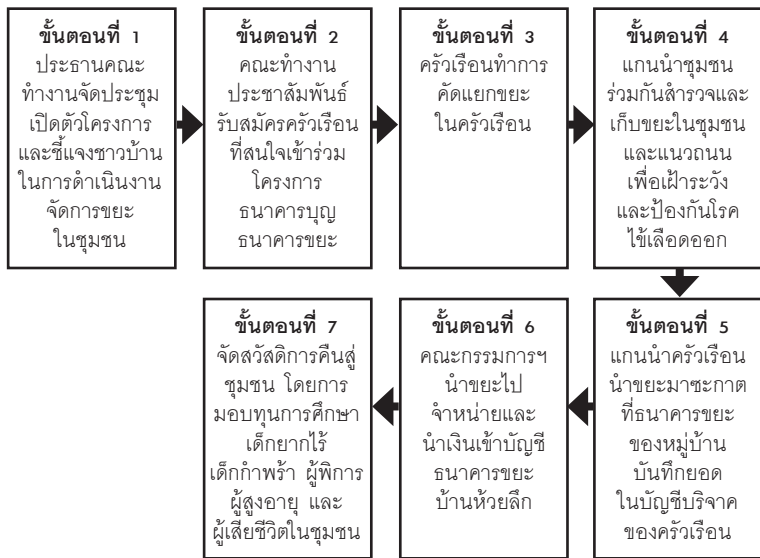 ขั้นตอนที่ 1
ประธานคณะ
ทำงานจัดประชุม
เปิดตัวโครงการ
และชี้แจงชาวบ้าน
ในการดำเนินงาน
จัดการขยะ
ในชุมชน
ขั้นตอนที่ 2
คณะทำงาน
ประชาสัมพันธ์
รับสมัครครัวเรือน
ที่สนใจเข้าร่วม
โครงการ
ธนาคารบุญ
ธนาคารขยะ
ขั้นตอนที่ 3
ครัวเรือนทำการ
คัดแยกขยะ
ในครัวเรือน
ขั้นตอนที่ 4
แกนนำชุมชน
ร่วมกันสำรวจและ
เก็บขยะในชุมชน
และแนวถนน
เพื่อเฝ้าระวัง
และป้องกันโรค
ไข้เลือดออก
ขั้นตอนที่ 5
แกนนำครัวเรือน
นำขยะมาซะกาต
ที่ธนาคารขยะ
ของหมู่บ้าน
บันทึกยอด
ในบัญชีบริจาค
ของครัวเรือน
ขั้นตอนที่ 6
คณะกรรมการฯ
นำขยะไป
จำหน่ายและ
นำเงินเข้าบัญชี
ธนาคารขยะ
บ้านห้วยลึก
ขั้นตอนที่ 7
จัดสวัสดิการคืนสู่
ชุมชน โดยการ
มอบทุนการศึกษา
เด็กยากไร้
เด็กกำพร้า ผู้พิการ
ผู้สูงอายุ และ
ผู้เสียชีวิตในชุมชน